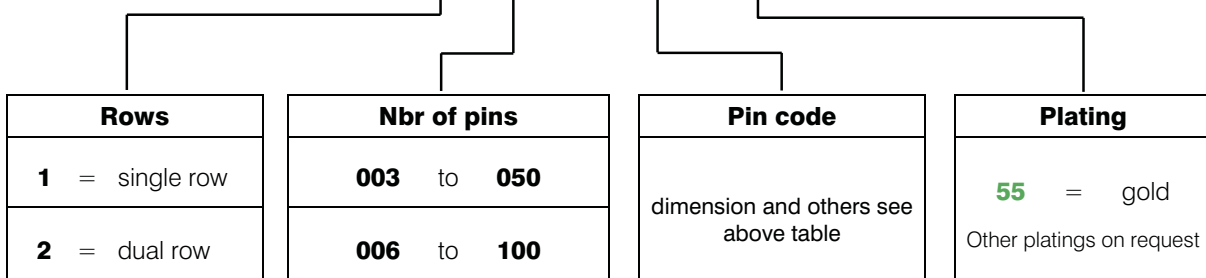 Rows
1 = single row
2 = dual row
Nbr of pins
003 to 050
006 to 100
Pin code
dimension and others see
above table
Plating
55 = gold
Other platings on request